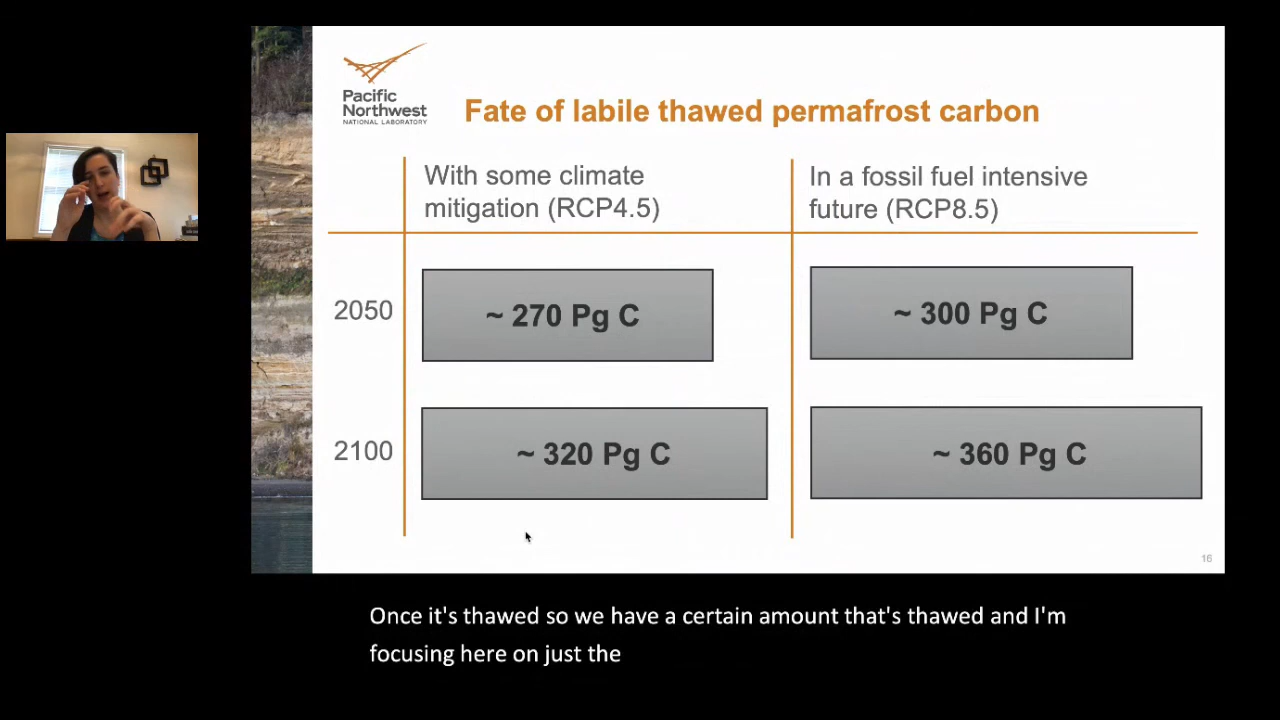 Pacific
Northwest
NATIONAL LABORATORY
Fate of labile thawed permafrost carbon
With some climate
mitigation (RCP4.5)
In a fossil fuel intensive
future (RCP8.5)
2050
~ 270 Pg C
~ 300 Pg C
2100
~ 320 Pg C
~ 360 Pg C
16
Once it's thawed so we have a certain amount that's thawed and I'm
focusing here on just the